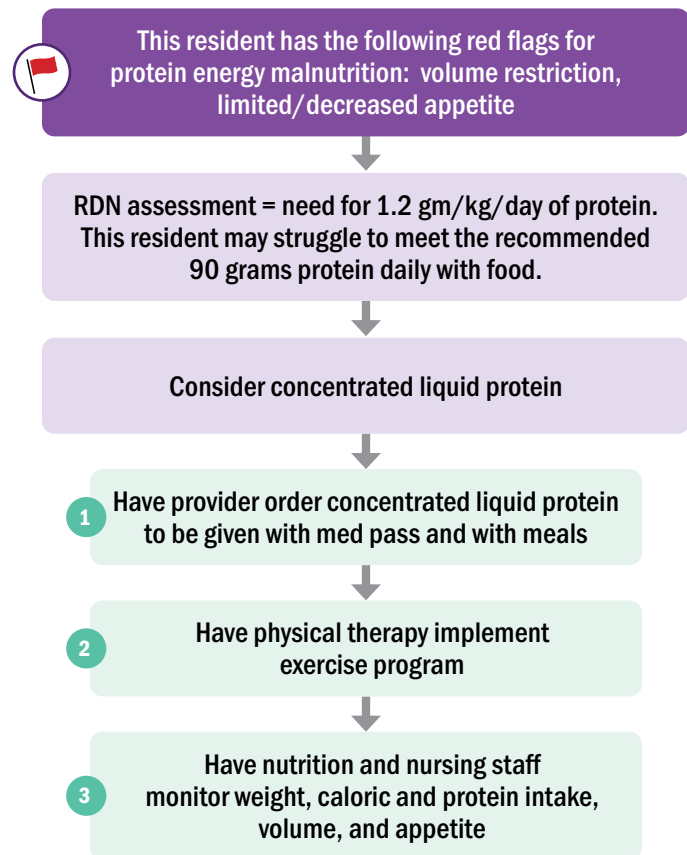 This resident has the following red flags for
protein energy malnutrition: volume restriction,
limited/decreased appetite
RDN assessment = need for 1.2 gm/kg/day of protein.
This resident may struggle to meet the recommended
90 grams protein daily with food.
Consider concentrated liquid protein
1
Have provider order concentrated liquid protein
to be given with med pass and with meals
2
Have physical therapy implement
exercise program
3
Have nutrition and nursing staff
monitor weight, caloric and protein intake,
volume, and appetite